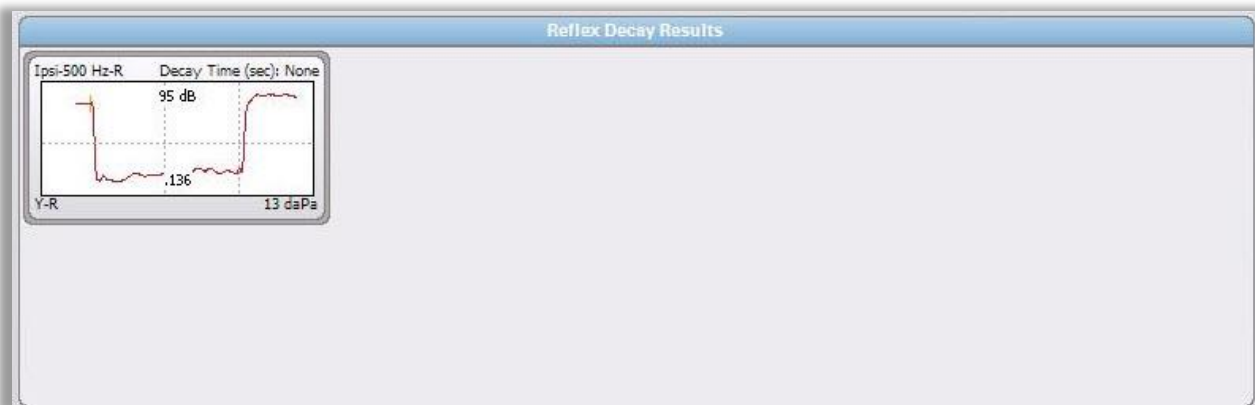 Reflex Decay Results
Ipsi-500 Hz-R Decay Time (sec): None
95 dB
.136
Y-R 13 daPa